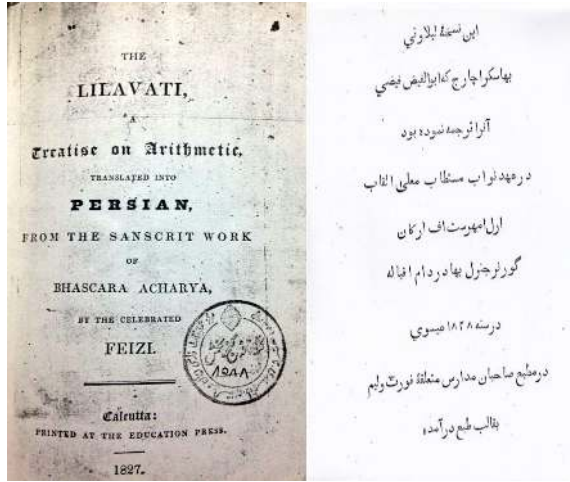 THE
LILAVATI,
A
Treatise on Arithmetic,
TRANSLATED INTO
PERSIAN,
FROM THE SANSCRIT WORK
OF
BHASCARA ACHARYA,
BY THE CELEBRATED
FEIZI.
Calcutta:
PRINTED AT THE EDUCATION PRESS.
1827.
این نسخهٔ لیلاوتي
بهاسکراچارج که ابوالفیض فیضي
آنرا ترجمه نموده بود
در عهد نواب مستطاب معلی القاب
ارل امهرست اف ارکان
گورنر جنرل بهادر دام اقباله
در سنه ۱۸۲۸ عیسوي
در مطبع صاحبان مدارس متعلقهٔ فورت ولیم
بقالب طبع درآمده